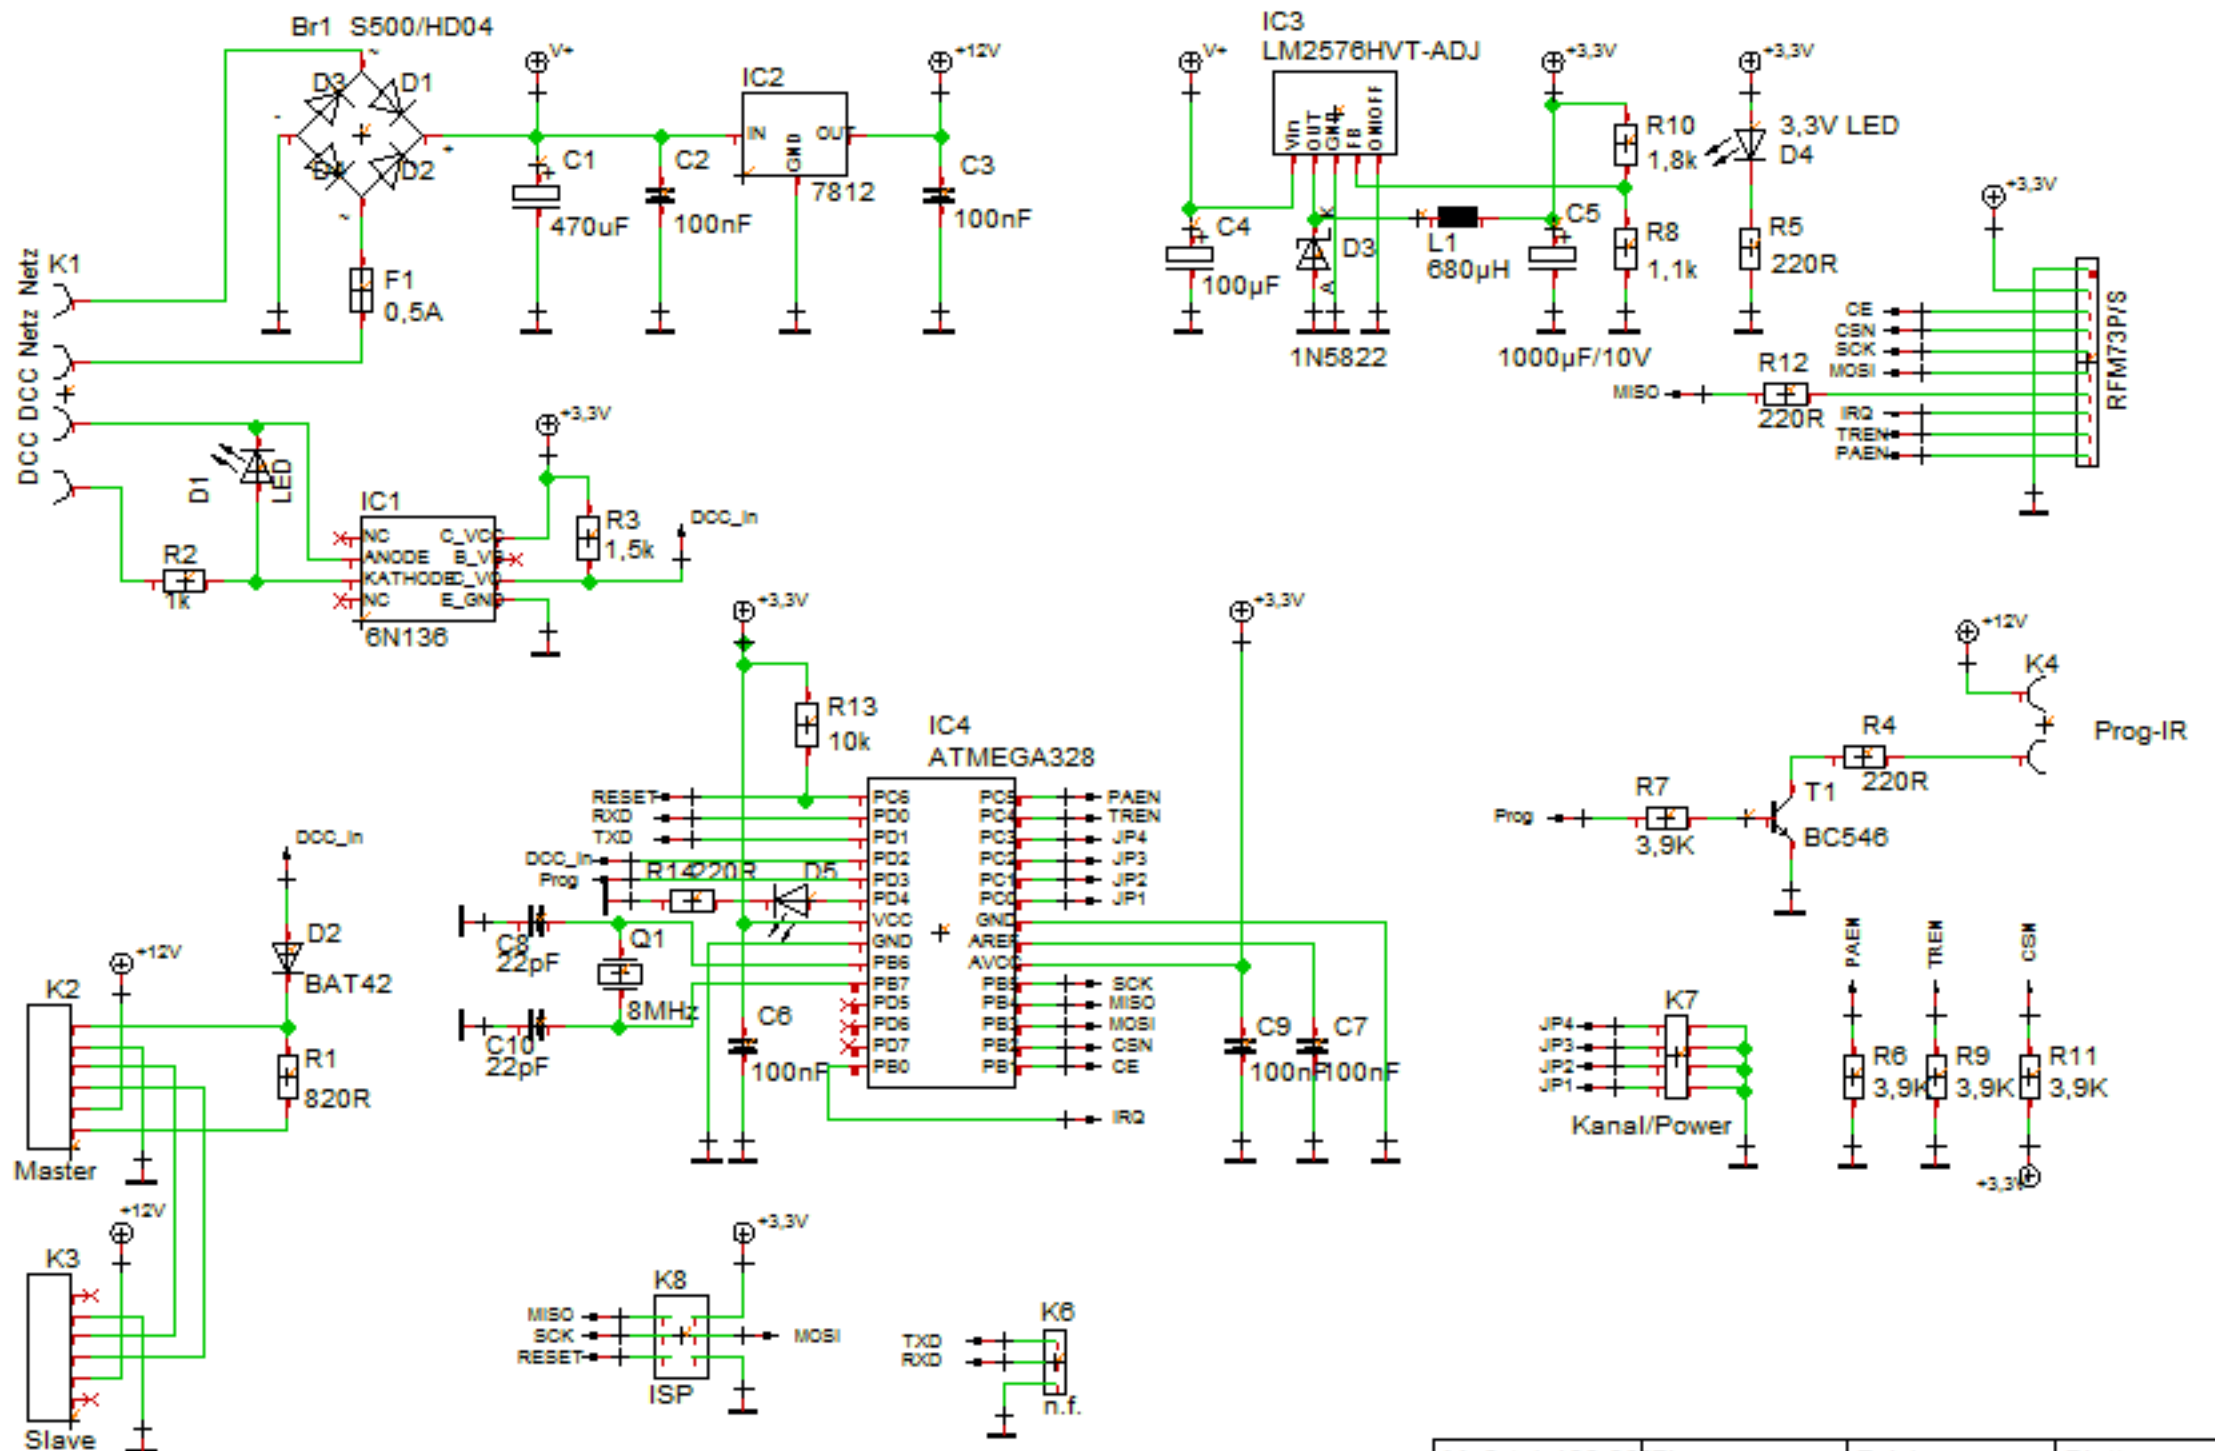 Br1 S500/HD04
~
D3 D1
D4 D2
-
+
~
V+
C1
+
470uF
C2
100nF
IC2
IN OUT
GND
7812
+12V
C3
100nF
K1
DCC DCC Netz Netz
F1
0,5A
IC3
LM2576HVT-ADJ
Vin
OUT
GND
FB
ON/OFF
V+
C4
+
100µF
K
D3
A
1N5822
L1
680µH
+3,3V
C5
+
1000µF/10V
R10
1,8k
R8
1,1k
+3,3V
3,3V LED
D4
R5
220R
+3,3V
CE
CSN
SCK
MOSI
MISO
R12
220R
IRQ
TREN
PAEN
RFM73P/S
D1
LED
R2
1k
IC1
NC C_VCC
ANODE B_VB
KATHODE C_VO
NC E_GND
6N136
+3,3V
R3
1,5k
DCC_In
+3,3V
R13
10k
IC4
ATMEGA328
RESET PC6 PC5 PAEN
RXD PD0 PC4 TREN
TXD PD1 PC3 JP4
DCC_In PD2 PC2 JP3
Prog PD3 PC1 JP2
R14 220R D5 PD4 PC0 JP1
VCC GND
GND AREF
PB6 AVCC
PB7 PB5 SCK
PD5 PB4 MISO
PD6 PB3 MOSI
PD7 PB2 CSN
PB0 PB1 CE
IRQ
C8
22pF
Q1
8MHz
C10
22pF
C6
100nF
+3,3V
C9
100nF
C7
100nF
+12V
K4
Prog-IR
R4
220R
Prog
R7
3,9K
T1
BC546
DCC_In
D2
BAT42
R1
820R
+12V
K2
Master
+12V
K3
Slave
+3,3V
K8
MISO
SCK
RESET
MOSI
ISP
K6
TXD
RXD
n.f.
K7
JP4
JP3
JP2
JP1
Kanal/Power
PAEN
R6
3,9K
TREN
R9
3,9K
CSN
R11
3,9K
+3,3V